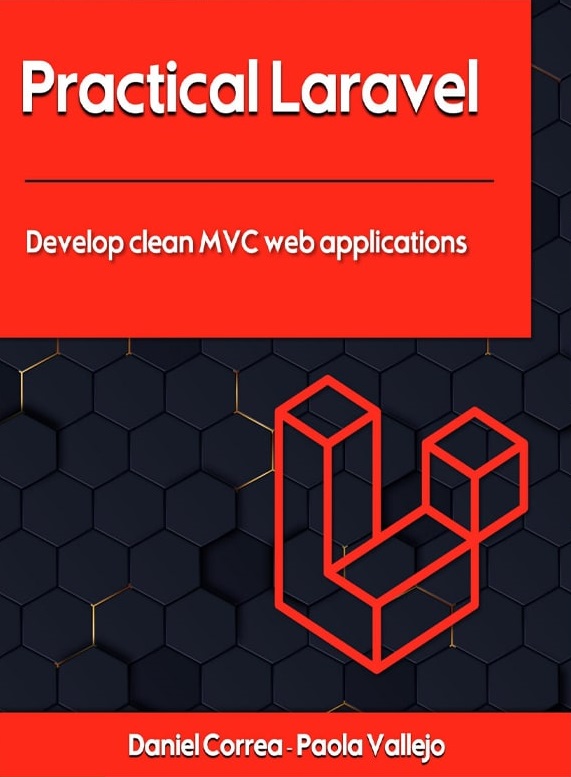 Practical Laravel
Develop clean MVC web applications
Daniel Correa - Paola Vallejo